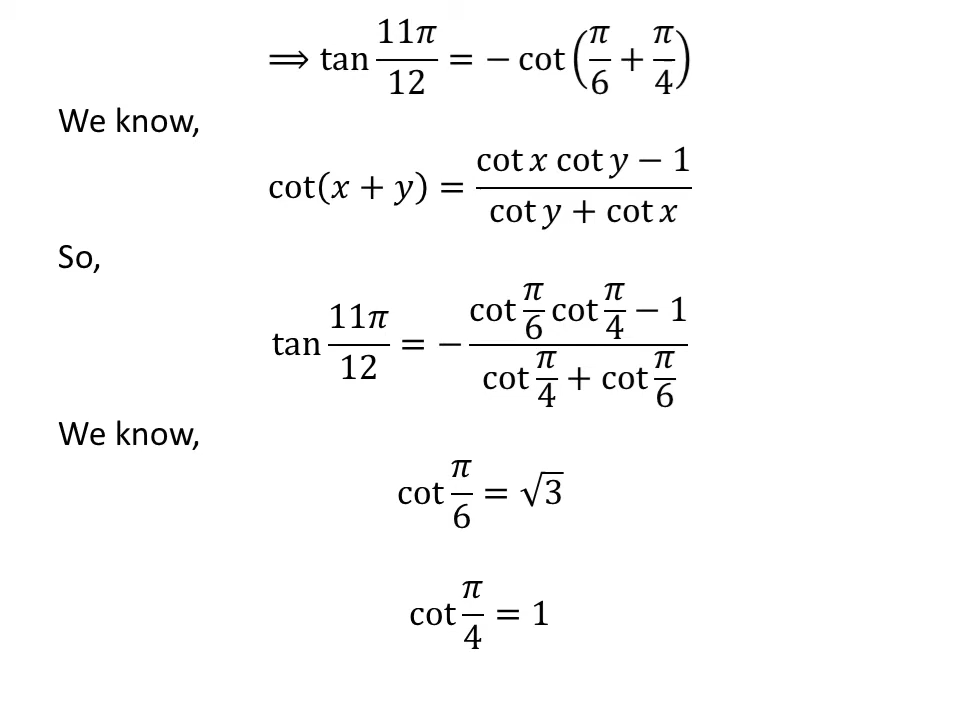 ⟹ tan 11π/12 = − cot (π/6 + π/4)
We know,
cot(x + y) = (cot x cot y − 1)/(cot y + cot x)
So,
tan 11π/12 = − (cot π/6 cot π/4 − 1)/(cot π/4 + cot π/6)
We know,
cot π/6 = √3
cot π/4 = 1